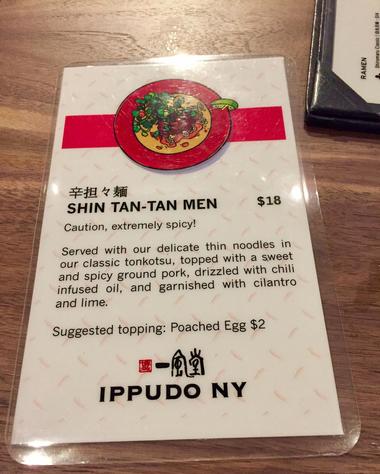 辛担々麺
SHIN TAN-TAN MEN $18
Caution, extremely spicy!
Served with our delicate thin noodles in
our classic tonkotsu, topped with a sweet
and spicy ground pork, drizzled with chili
infused oil, and garnished with cilantro
and lime.
Suggested topping: Poached Egg $2
一風堂
IPPUDO NY
RAMEN